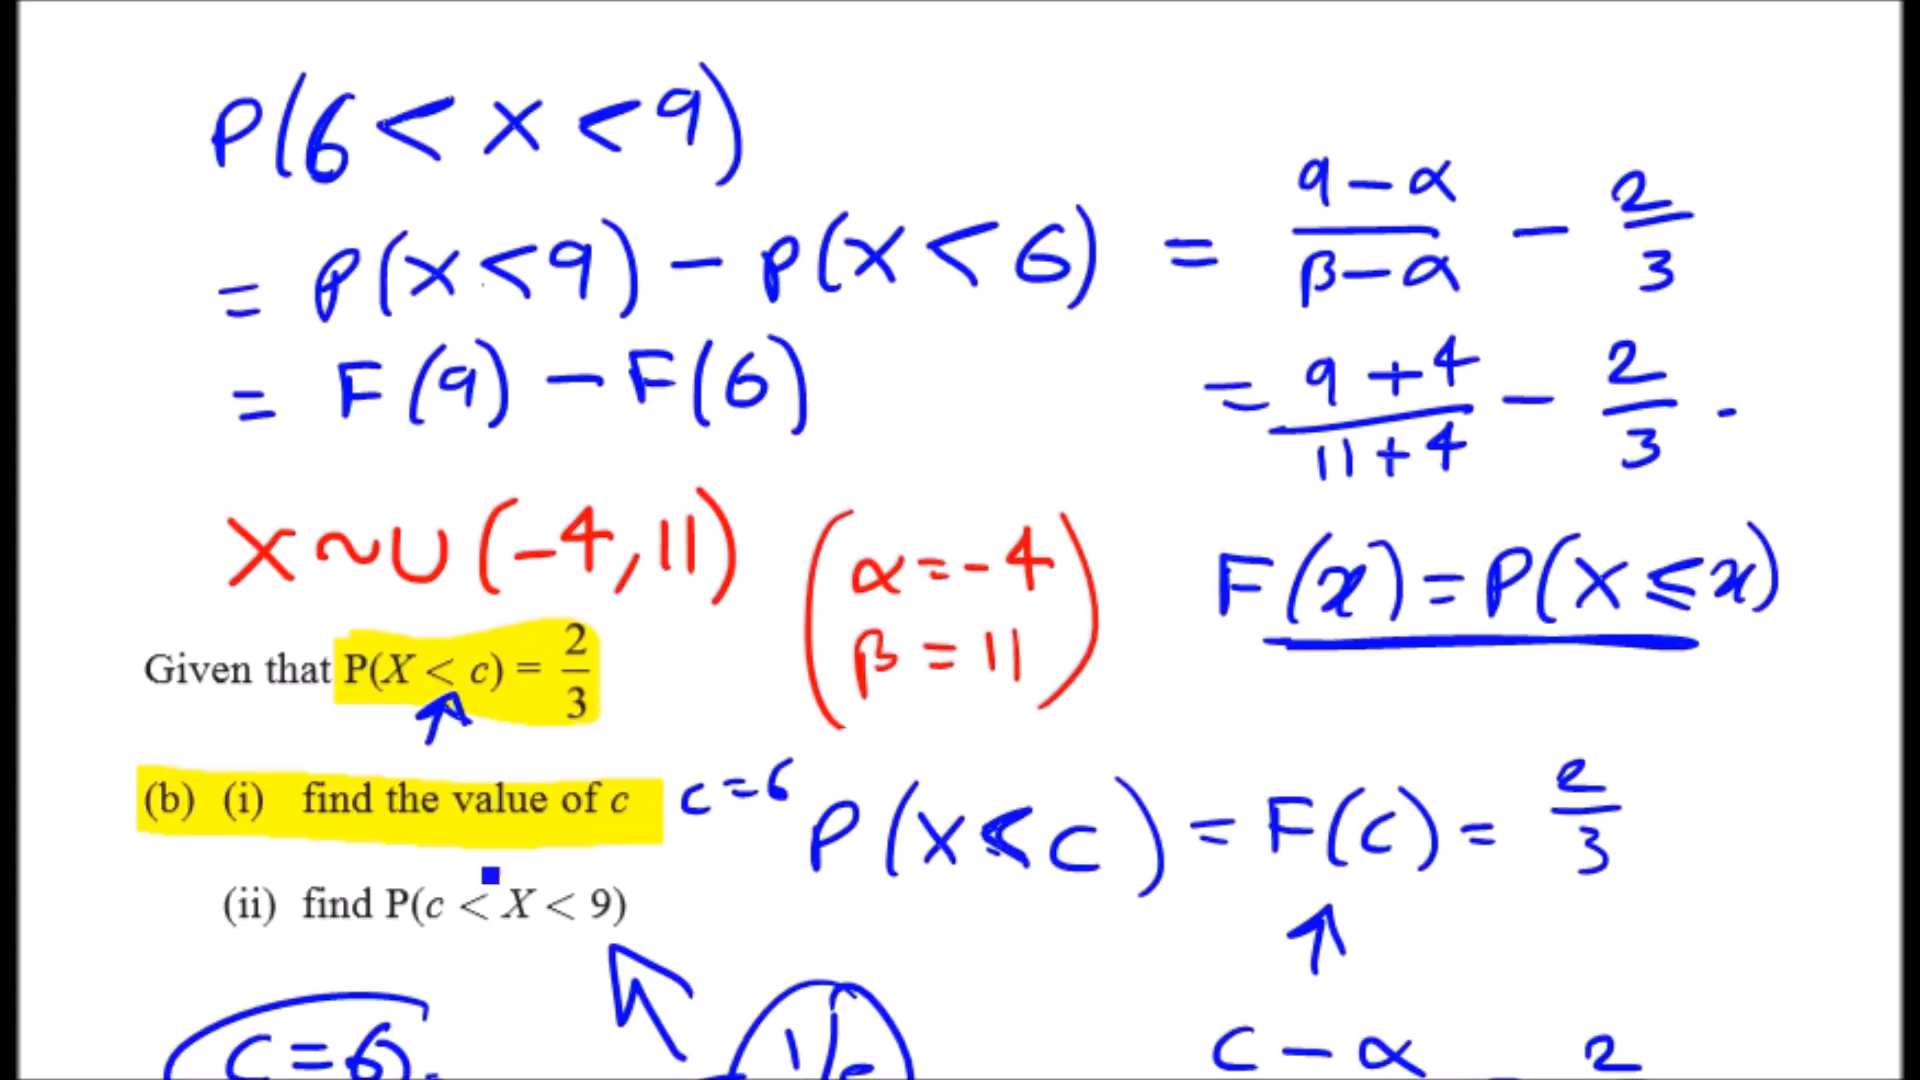 P(6 < x < 9)
= P(X < 9) − P(X < 6) = (9 − α)/(β − α) − 2/3
= F(9) − F(6)
= (9 + 4)/(11 + 4) − 2/3 .
X ~ U (−4, 11)
(α = −4
β = 11)
F(x) = P(X ≤ x)
Given that P(X < c) = 2/3
(b) (i) find the value of c
c = 6
P(X < c) = F(c) = 2/3
(ii) find P(c < X < 9)
c = 6.
c − α
2